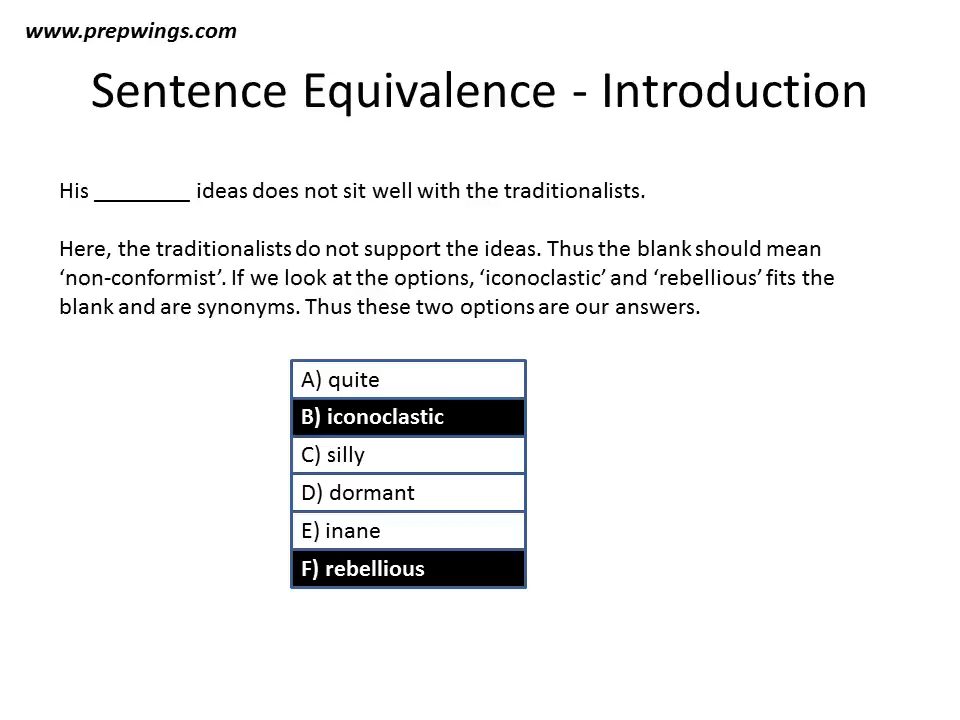 www.prepwings.com
Sentence Equivalence - Introduction
His ________ ideas does not sit well with the traditionalists.
Here, the traditionalists do not support the ideas. Thus the blank should mean
‘non-conformist’. If we look at the options, ‘iconoclastic’ and ‘rebellious’ fits the
blank and are synonyms. Thus these two options are our answers.
A) quite
B) iconoclastic
C) silly
D) dormant
E) inane
F) rebellious